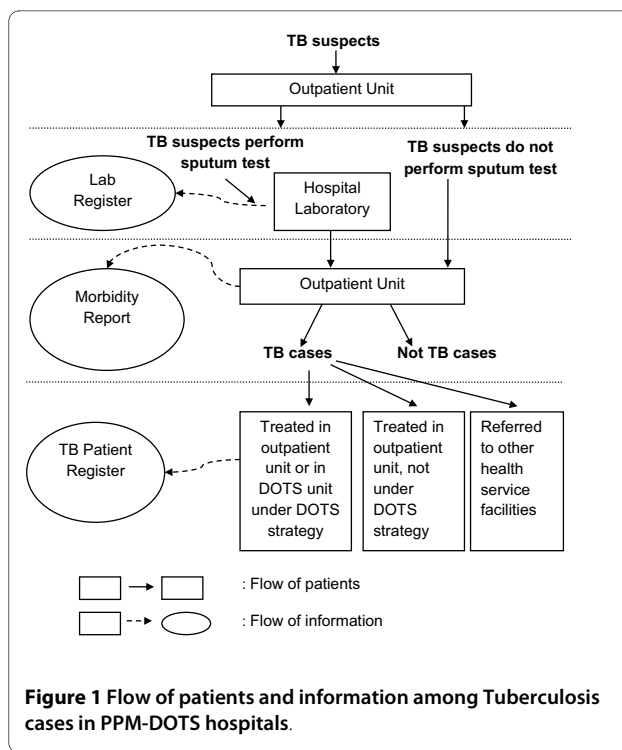 TB suspects
Outpatient Unit
TB suspects perform
sputum test
TB suspects do not
perform sputum test
Lab
Register
Hospital
Laboratory
Morbidity
Report
Outpatient Unit
TB cases
Not TB cases
TB Patient
Register
Treated in
outpatient
unit or in
DOTS unit
under DOTS
strategy
Treated in
outpatient
unit, not
under
DOTS
strategy
Referred to
other
health
service
facilities
: Flow of patients
: Flow of information
Figure 1 Flow of patients and information among Tuberculosis
cases in PPM-DOTS hospitals.